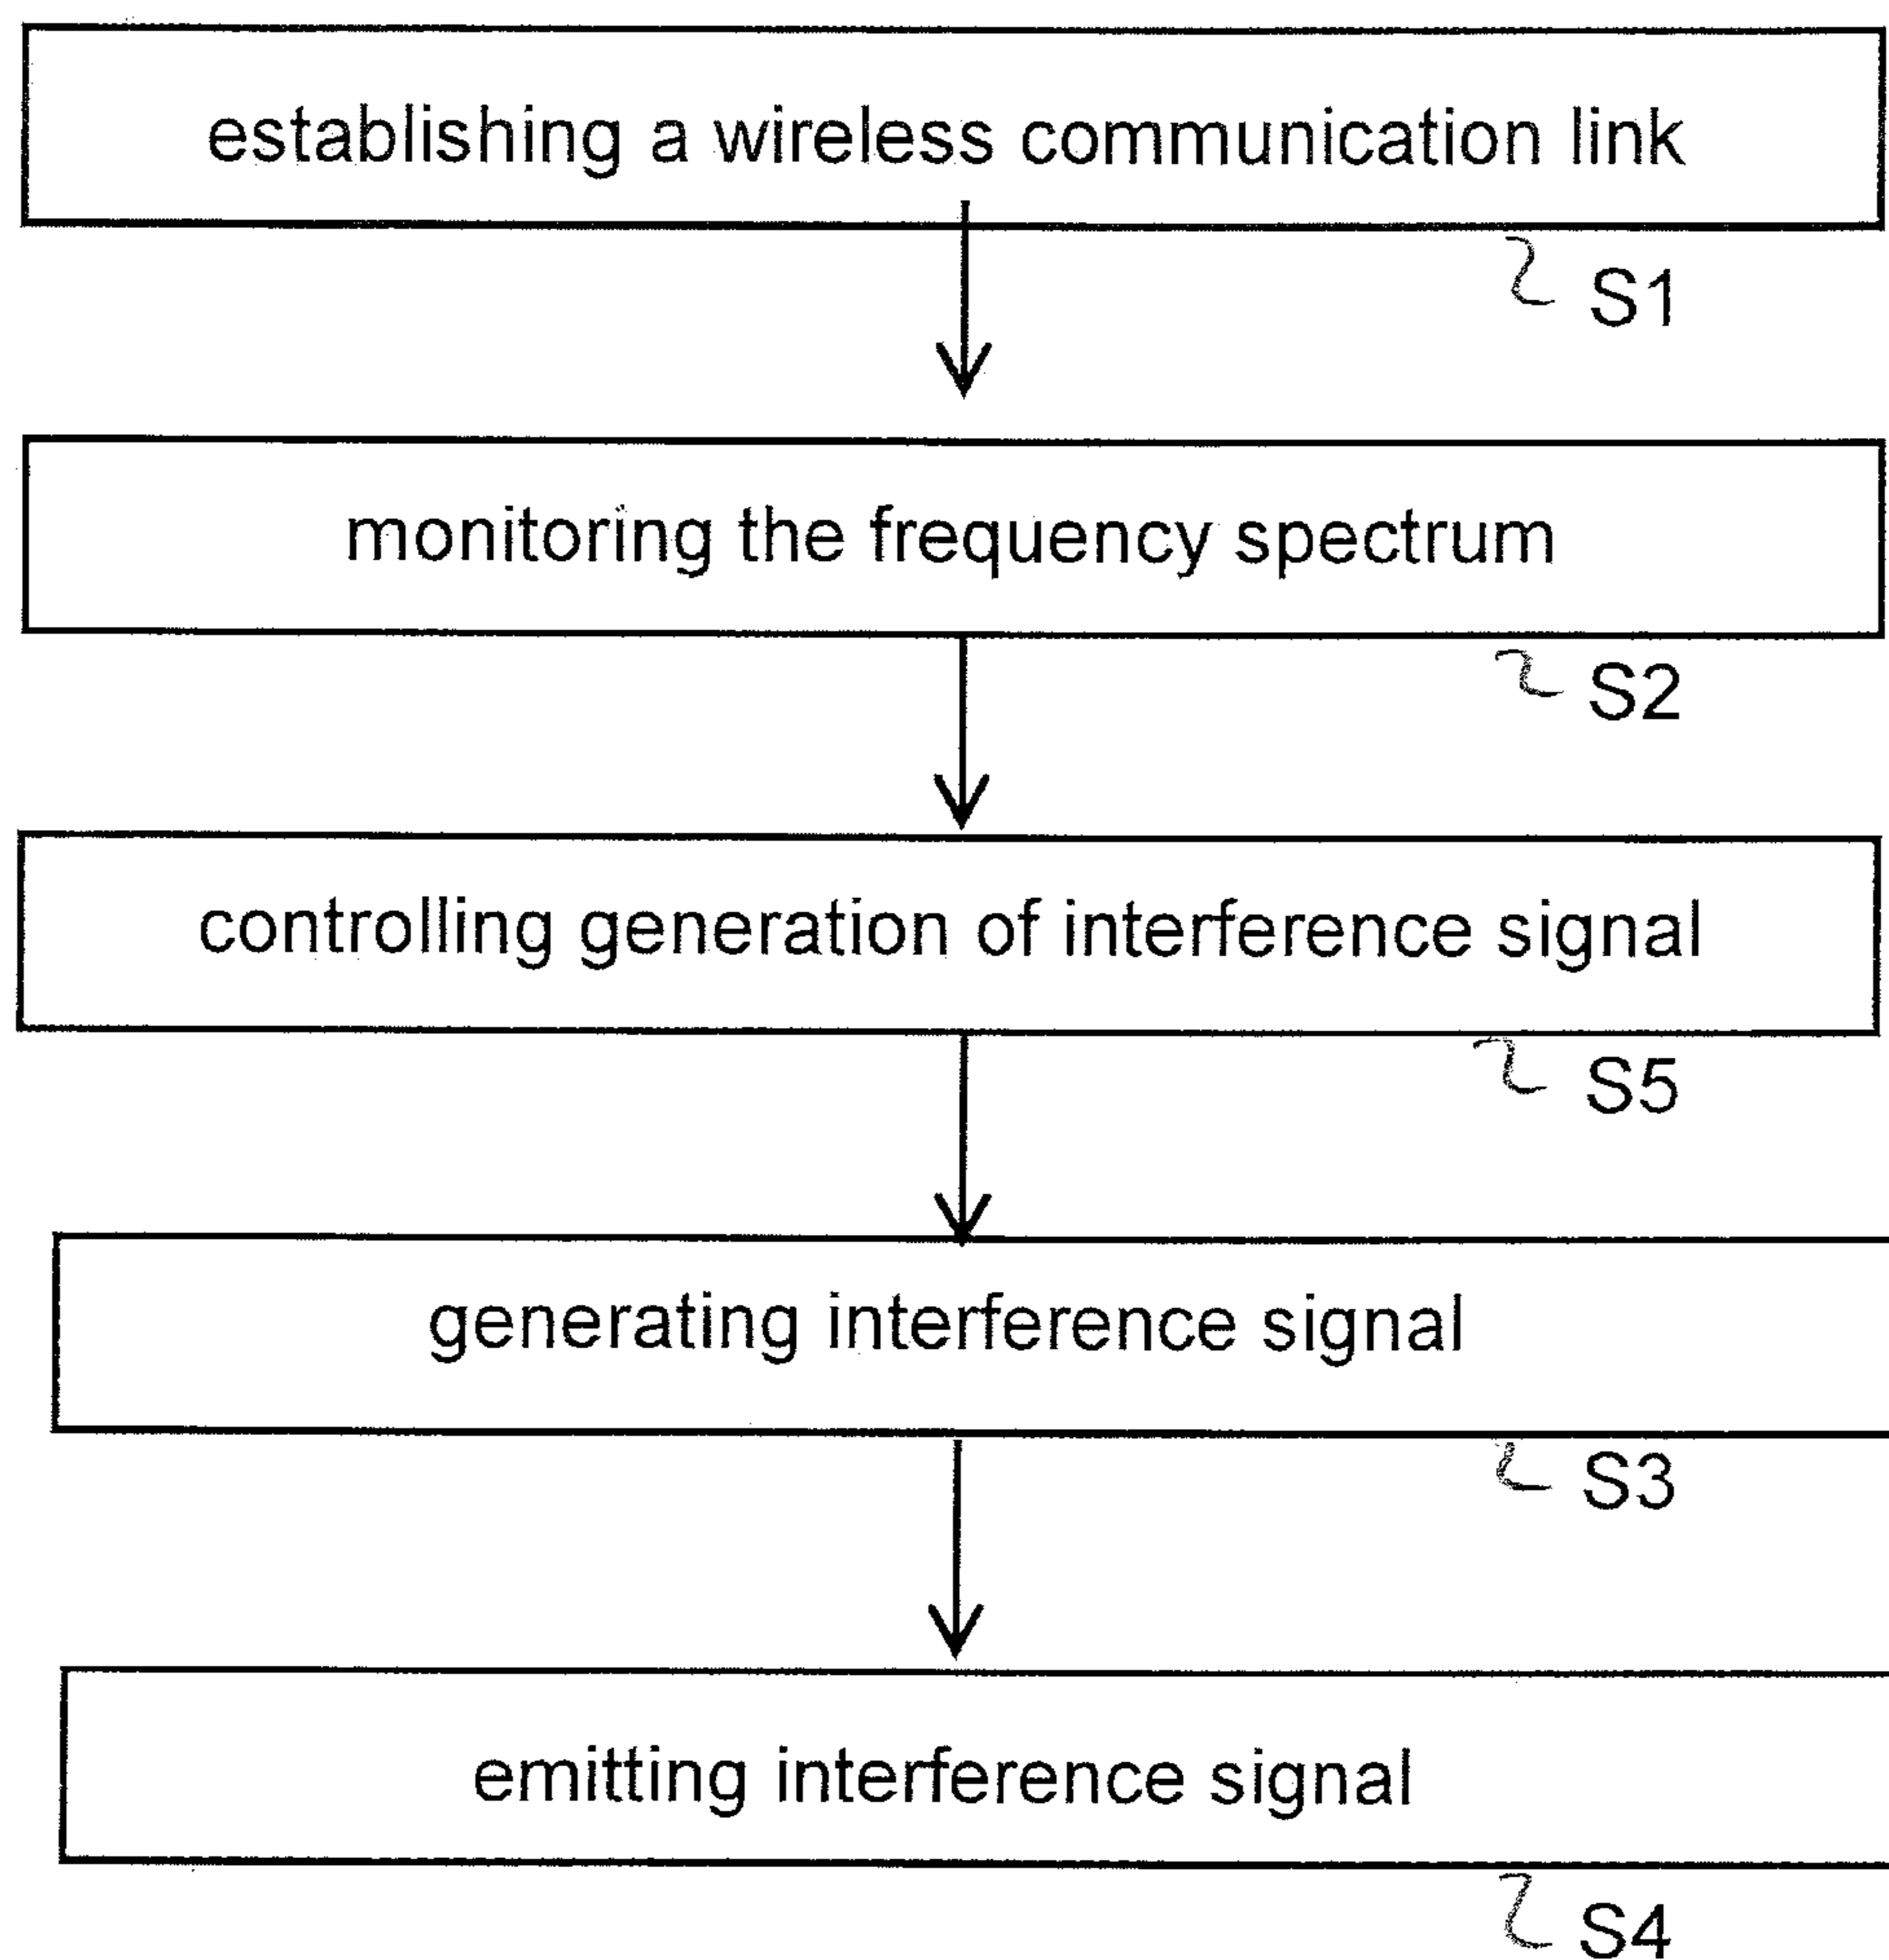 establishing a wireless communication link
S1
monitoring the frequency spectrum
S2
controlling generation of interference signal
S5
generating interference signal
S3
emitting interference signal
S4